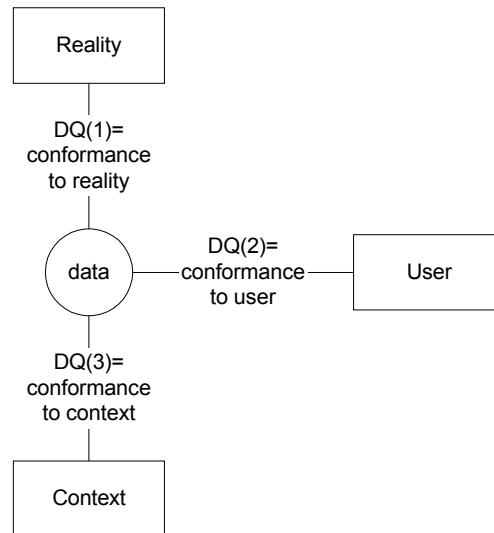 Reality
DQ(1)=
conformance
to reality
data
DQ(2)=
conformance
to user
User
DQ(3)=
conformance
to context
Context